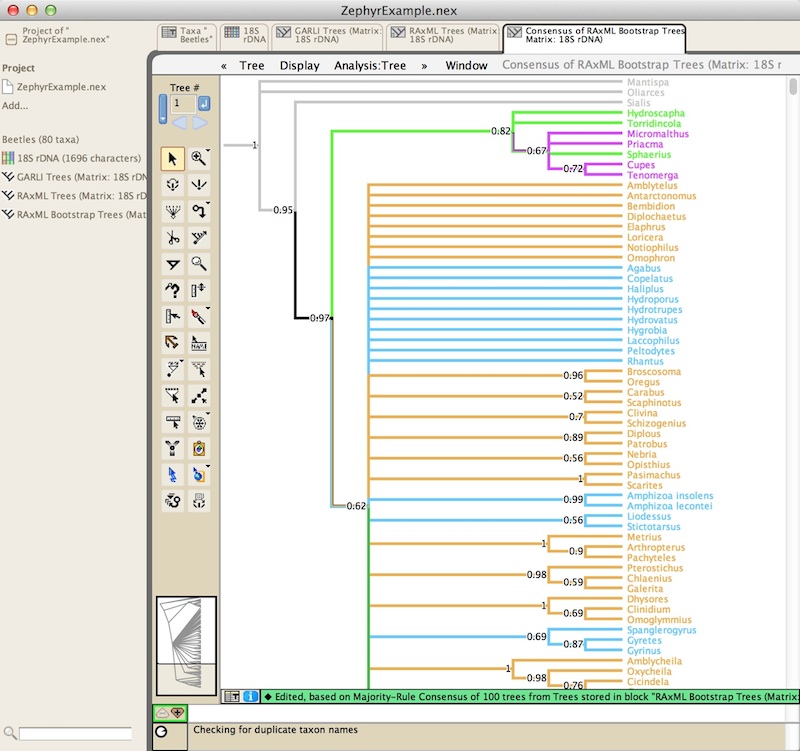 ZephyrExample.nex
Project of "
ZephyrExample.nex"
Project
ZephyrExample.nex
Add...
Beetles (80 taxa)
18S rDNA (1696 characters)
GARLI Trees (Matrix: 18S rDN
RAxML Trees (Matrix: 18S rD
RAxML Bootstrap Trees (Mat
Taxa "
Beetles"
18S
rDNA
GARLI Trees (Matrix:
18S rDNA)
RAxML Trees (Matrix:
18S rDNA)
Consensus of RAxML Bootstrap Trees
Matrix: 18S rDNA)
« Tree Display Analysis:Tree » Window Consensus of RAxML Bootstrap Trees (Matrix: 18S r
Tree #
1
Mantispa
Oliarces
Sialis
Hydroscapha
Torridincola
Micromalthus
Priacma
Sphaerius
Cupes
Tenomerga
Amblytelus
Antarctonomus
Bembidion
Diplochaetus
Elaphrus
Loricera
Notiophilus
Omophron
Agabus
Copelatus
Haliplus
Hydroporus
Hydrotrupes
Hydrovatus
Hygrobia
Laccophilus
Peltodytes
Rhantus
Broscosoma
Oregus
Carabus
Scaphinotus
Clivina
Schizogenius
Diplous
Patrobus
Nebria
Opisthius
Pasimachus
Scarites
Amphizoa insolens
Amphizoa lecontei
Liodessus
Stictotarsus
Metrius
Arthropterus
Pachyteles
Pterostichus
Chlaenius
Galerita
Dhysores
Clinidium
Omoglymmius
Spanglerogyrus
Gyretes
Gyrinus
Amblycheila
Oxycheila
Cicindela
1
0.95
0.97
0.82
0.67
0.72
0.62
0.96
0.52
0.7
0.89
0.56
1
0.99
0.56
1
0.9
0.98
0.59
1
0.69
0.69
0.87
1
0.98
0.76
◆ Edited, based on Majority-Rule Consensus of 100 trees from Trees stored in block "RAxML Bootstrap Trees (Matrix:
Checking for duplicate taxon names